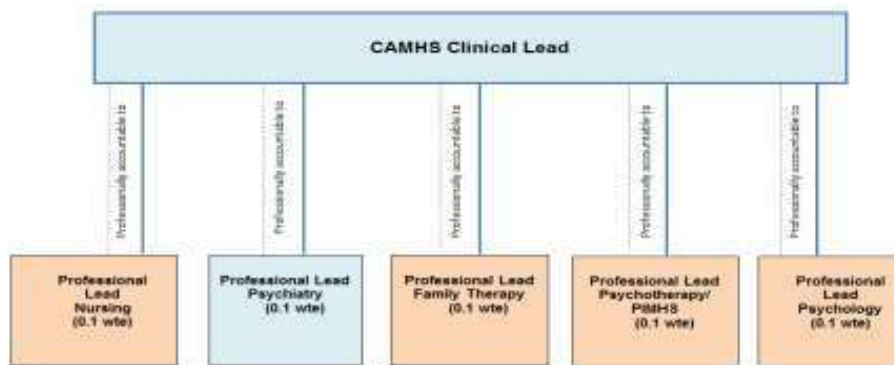 CAMHS Clinical Lead
Professionally accountable to
Professionally accountable to
Professionally accountable to
Professionally accountable to
Professionally accountable to
Professional
Lead
Nursing
(0.1 wte)
Professional Lead
Psychiatry
(0.1 wte)
Professional Lead
Family Therapy
(0.1 wte)
Professional Lead
Psychotherapy/
PIMHS
(0.1 wte)
Professional
Lead
Psychology
(0.1 wte)